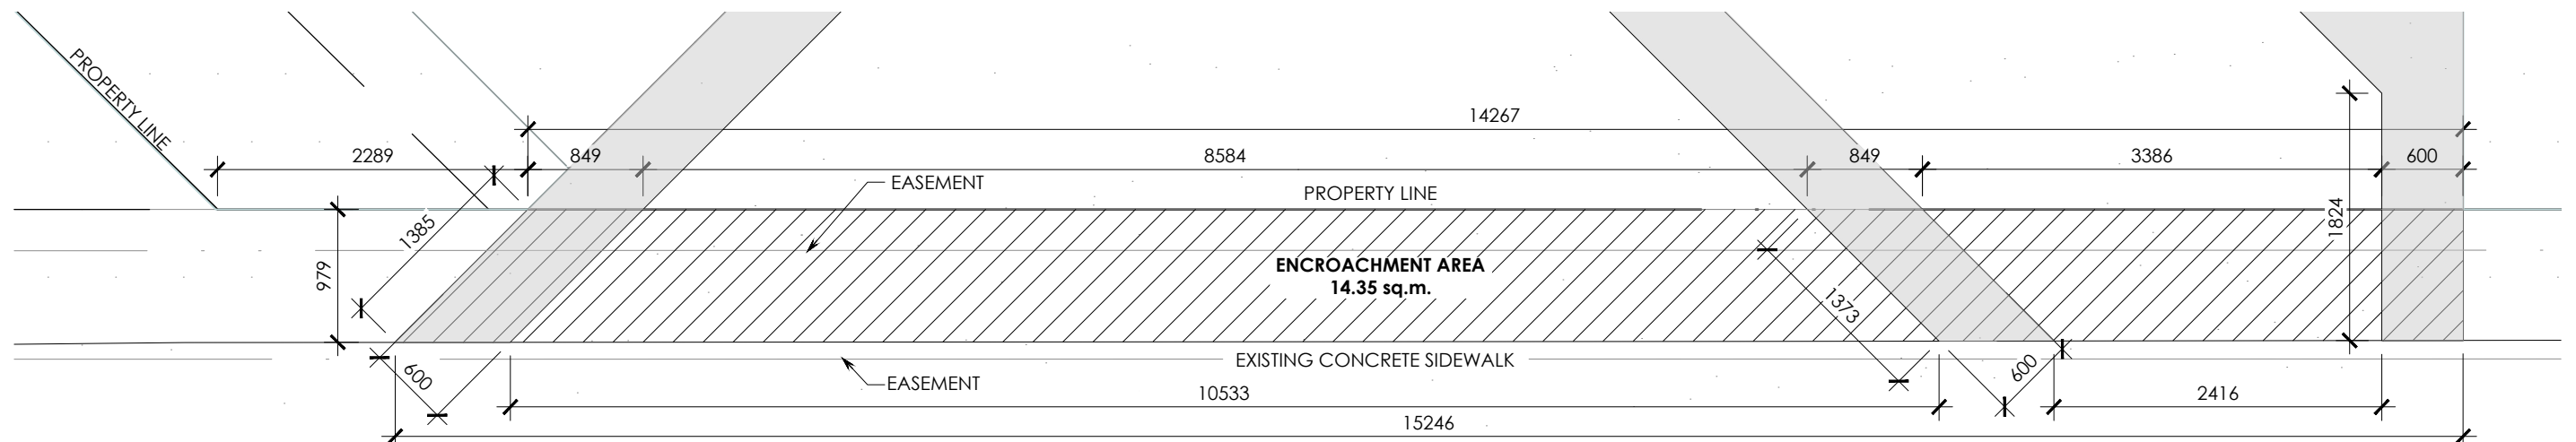 PROPERTY LINE
14267
2289
849
8584
849
3386
600
EASEMENT
PROPERTY LINE
1824
1385
979
ENCROACHMENT AREA
14.35 sq.m.
1373
EXISTING CONCRETE SIDEWALK
600
EASEMENT
600
10533
2416
15246